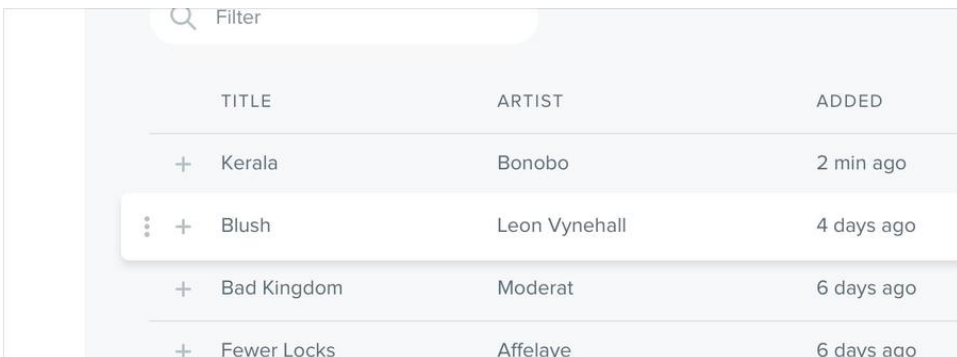 Filter
TITLE ARTIST ADDED
Kerala Bonobo 2 min ago
Blush Leon Vynehall 4 days ago
Bad Kingdom Moderat 6 days ago
Fewer Locks Affelaye 6 days ago